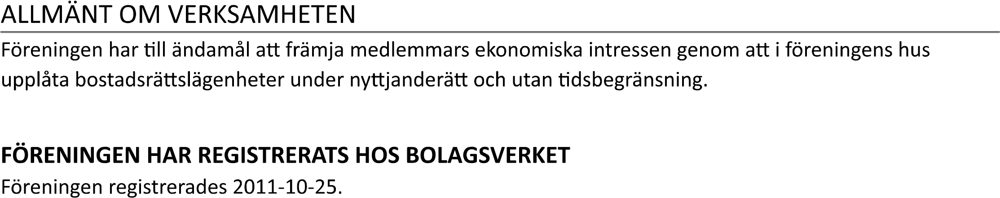 ALLMÄNT OM VERKSAMHETEN
Föreningen har till ändamål att främja medlemmars ekonomiska intressen genom att i föreningens hus
upplåta bostadsrättslägenheter under nyttjanderätt och utan tidsbegränsning.
FÖRENINGEN HAR REGISTRERATS HOS BOLAGSVERKET
Föreningen registrerades 2011-10-25.